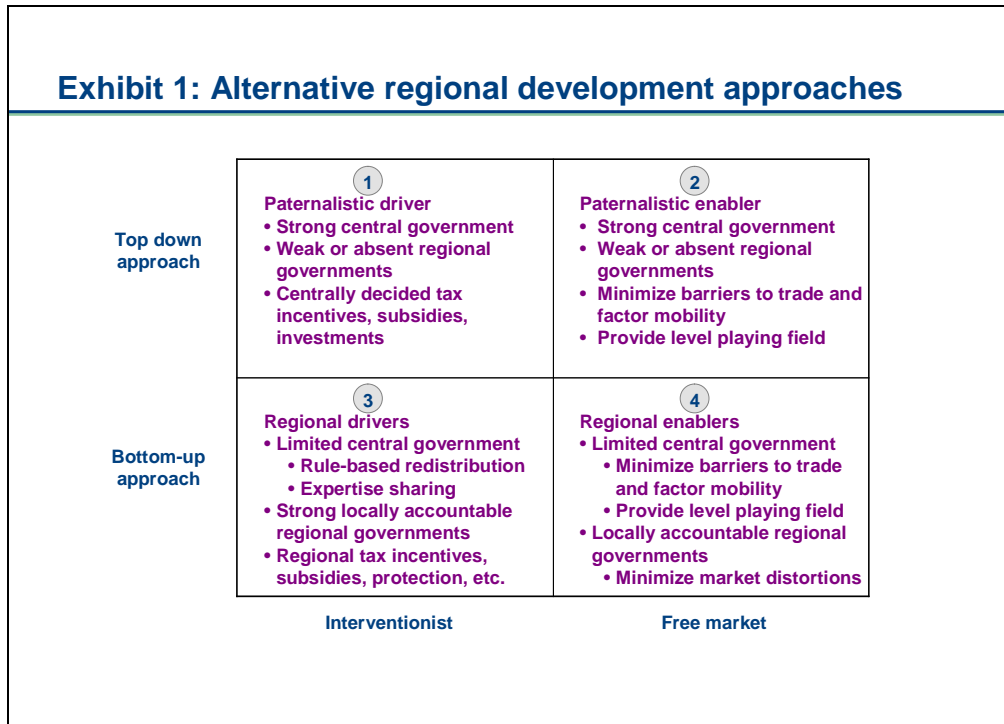 Exhibit 1: Alternative regional development approaches
Top down
approach
1
Paternalistic driver
• Strong central government
• Weak or absent regional
governments
• Centrally decided tax
incentives, subsidies,
investments
2
Paternalistic enabler
• Strong central government
• Weak or absent regional
governments
• Minimize barriers to trade and
factor mobility
• Provide level playing field
Bottom-up
approach
3
Regional drivers
• Limited central government
• Rule-based redistribution
• Expertise sharing
• Strong locally accountable
regional governments
• Regional tax incentives,
subsidies, protection, etc.
4
Regional enablers
• Limited central government
• Minimize barriers to trade
and factor mobility
• Provide level playing field
• Locally accountable regional
governments
• Minimize market distortions
Interventionist
Free market